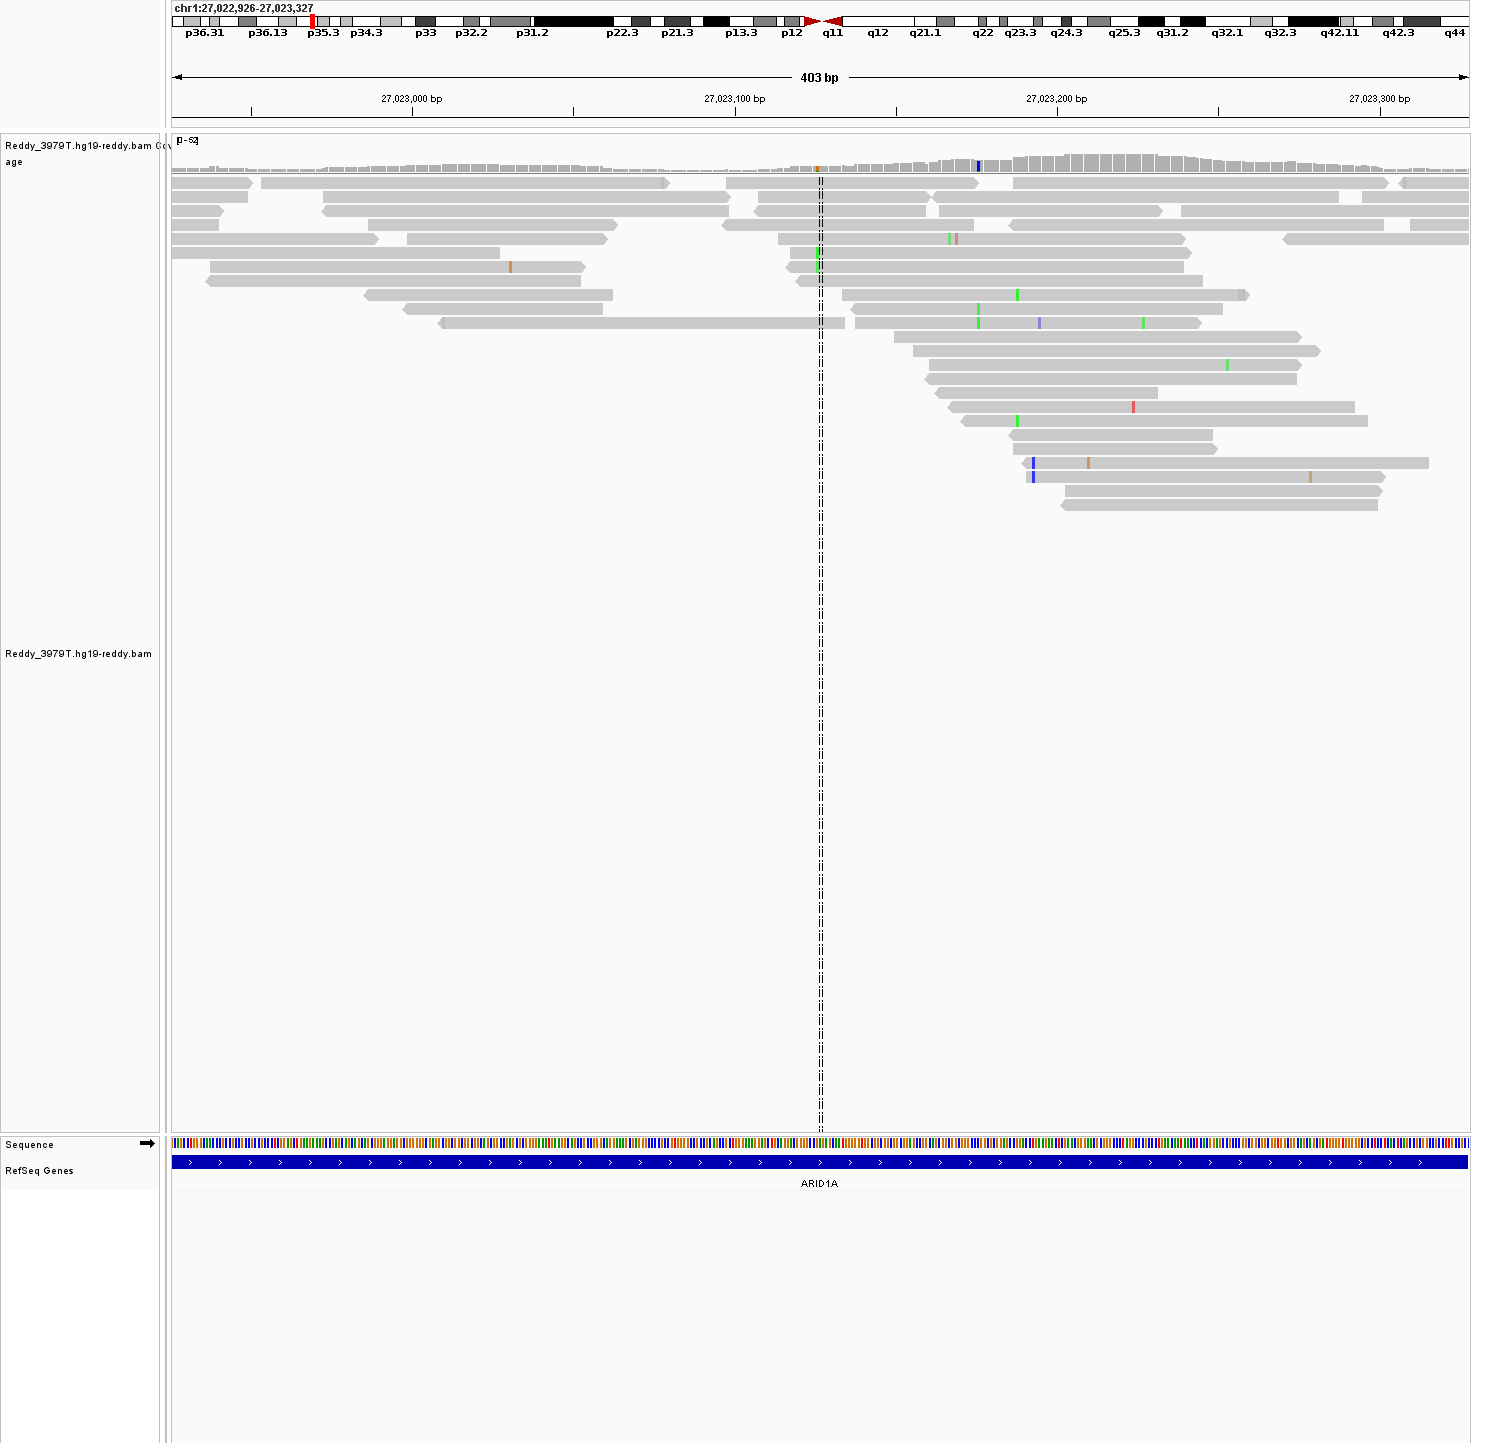 chr1:27,022,926-27,023,327
p36.31 p36.13 p35.3 p34.3 p33 p32.2 p31.2 p22.3 p21.3 p13.3 p12 q11 q12 q21.1 q22 q23.3 q24.3 q25.3 q31.2 q32.1 q32.3 q42.11 q42.3 q44
403 bp
27,023,000 bp 27,023,100 bp 27,023,200 bp 27,023,300 bp
[0-52]
Reddy_3979T.hg19-reddy.bam Cov
age
Reddy_3979T.hg19-reddy.bam
Sequence
RefSeq Genes
ARID1A